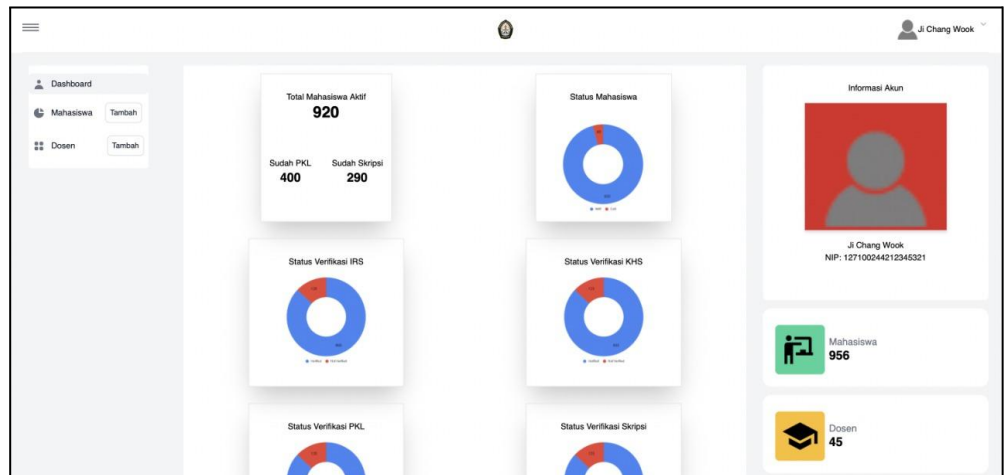 Ji Chang Wook
Dashboard
Mahasiswa
Tambah
Dosen
Tambah
Total Mahasiswa Aktif
920
Sudah PKL
400
Sudah Skripsi
290
Status Mahasiswa
Status Verifikasi IRS
Status Verifikasi KHS
Status Verifikasi PKL
Status Verifikasi Skripsi
Informasi Akun
Ji Chang Wook
NIP: 127100244212345321
Mahasiswa
956
Dosen
45